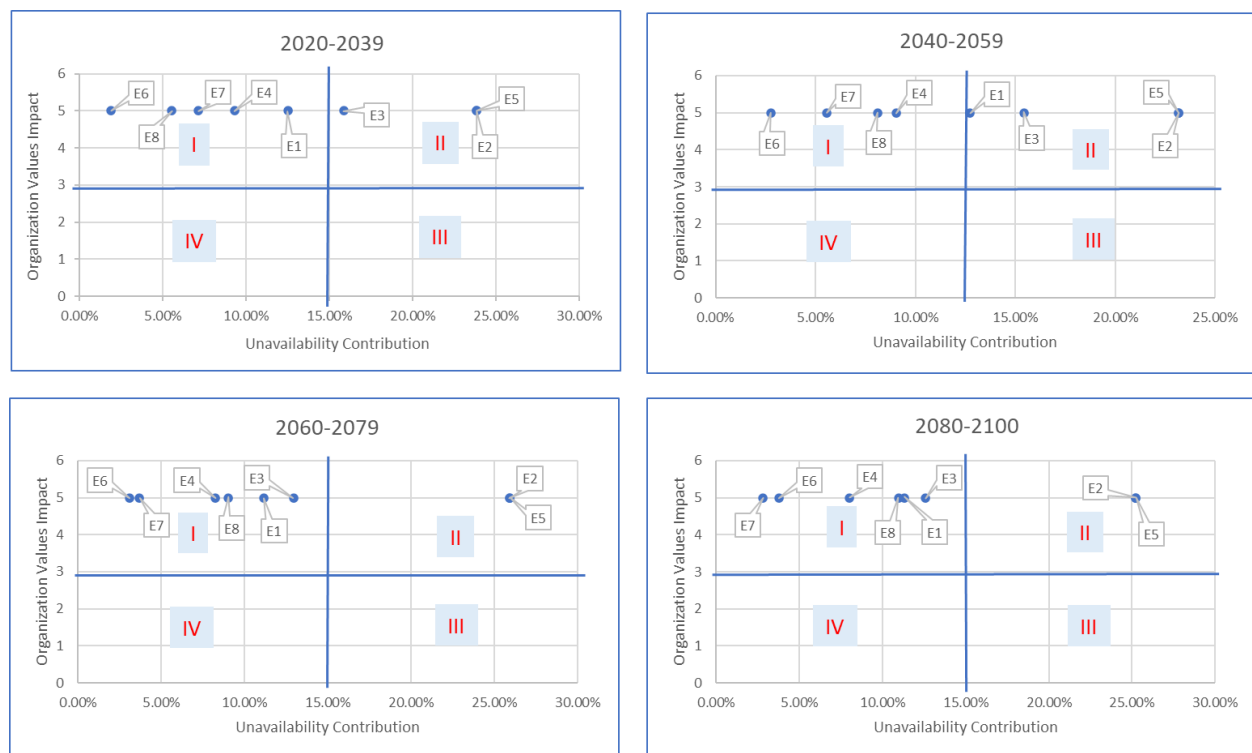 2020-2039
Organization Values Impact
6
5
4
3
2
1
0
E6
E7
E4
E5
E3
E8
E1
E2
I
II
IV
III
0.00% 5.00% 10.00% 15.00% 20.00% 25.00% 30.00%
Unavailability Contribution
2040-2059
Organization Values Impact
6
5
4
3
2
1
0
E7
E4
E1
E5
E6
E8
E3
E2
I
II
IV
III
0.00% 5.00% 10.00% 15.00% 20.00% 25.00%
Unavailability Contribution
2060-2079
Organization Values Impact
6
5
4
3
2
1
0
E6
E4
E3
E2
E7
E8
E1
E5
I
II
IV
III
0.00% 5.00% 10.00% 15.00% 20.00% 25.00% 30.00%
Unavailability Contribution
2080-2100
Organization Values Impact
6
5
4
3
2
1
0
E6
E4
E3
E2
E7
E8
E1
E5
I
II
IV
III
0.00% 5.00% 10.00% 15.00% 20.00% 25.00% 30.00%
Unavailability Contribution